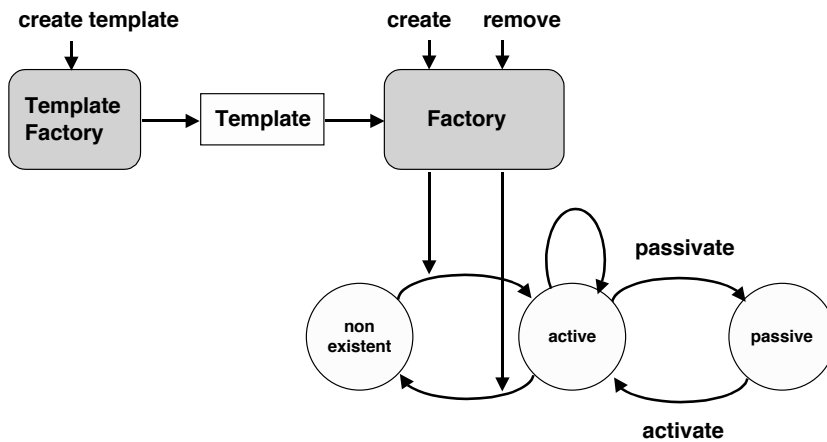 create template
create
remove
Template
Factory
Template
Factory
passivate
non
existent
active
passive
activate